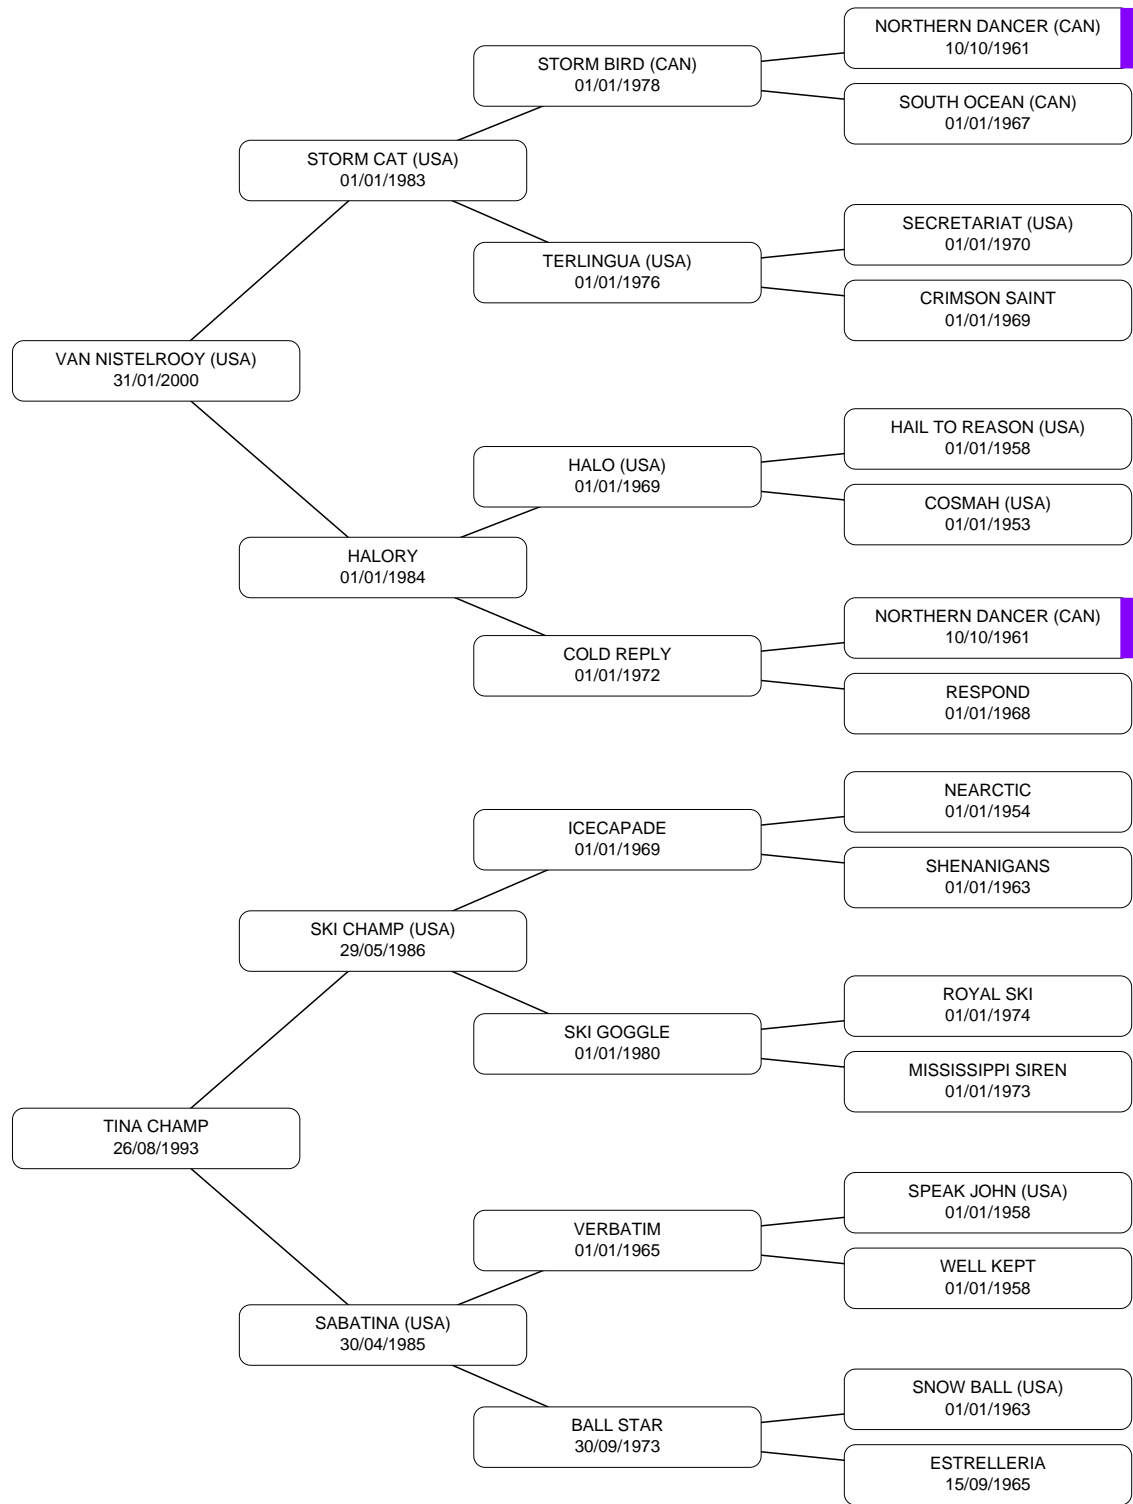 NORTHERN DANCER (CAN)
10/10/1961
STORM BIRD (CAN)
01/01/1978
SOUTH OCEAN (CAN)
01/01/1967
STORM CAT (USA)
01/01/1983
SECRETARIAT (USA)
01/01/1970
TERLINGUA (USA)
01/01/1976
CRIMSON SAINT
01/01/1969
VAN NISTELROOY (USA)
31/01/2000
HAIL TO REASON (USA)
01/01/1958
HALO (USA)
01/01/1969
COSMAH (USA)
01/01/1953
HALORY
01/01/1984
NORTHERN DANCER (CAN)
10/10/1961
COLD REPLY
01/01/1972
RESPOND
01/01/1968
NEARCTIC
01/01/1954
ICECAPADE
01/01/1969
SHENANIGANS
01/01/1963
SKI CHAMP (USA)
29/05/1986
ROYAL SKI
01/01/1974
SKI GOGGLE
01/01/1980
MISSISSIPPI SIREN
01/01/1973
TINA CHAMP
26/08/1993
SPEAK JOHN (USA)
01/01/1958
VERBATIM
01/01/1965
WELL KEPT
01/01/1958
SABATINA (USA)
30/04/1985
SNOW BALL (USA)
01/01/1963
BALL STAR
30/09/1973
ESTRELLERIA
15/09/1965